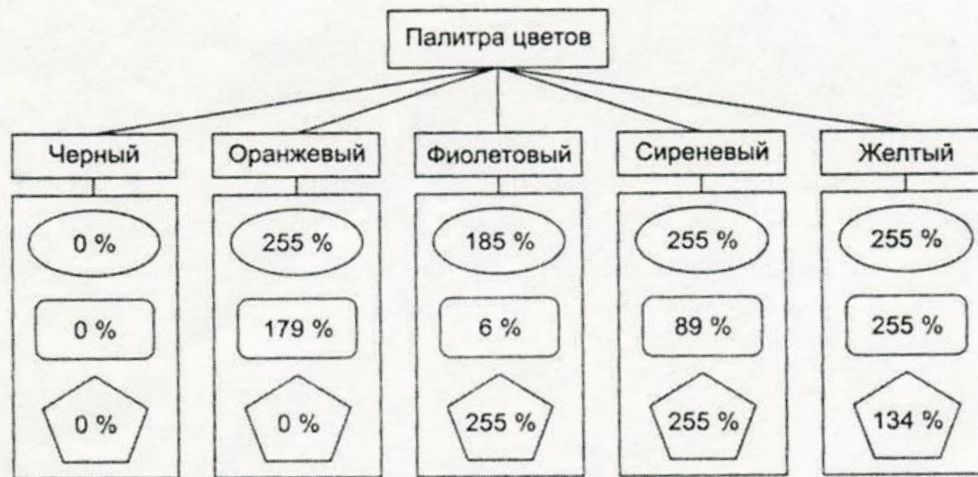 Палитра цветов
Черный Оранжевый Фиолетовый Сиреневый Желтый
0 % 255 % 185 % 255 % 255 %
0 % 179 % 6 % 89 % 255 %
0 % 0 % 255 % 255 % 134 %